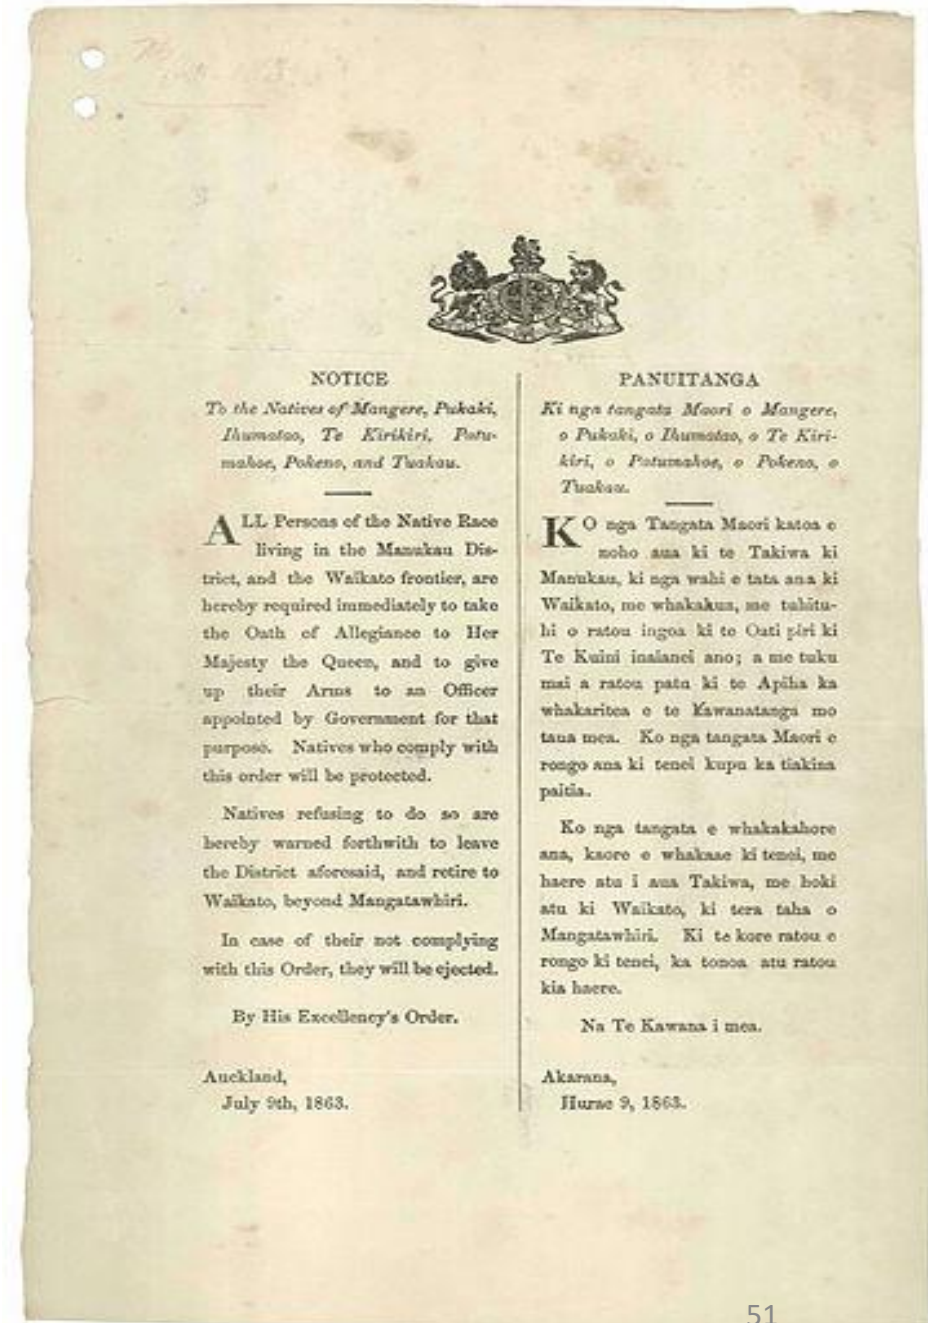 NOTICE
To the Natives of Mangere, Pukaki,
Ihumatao, Te Kirikiri, Patu-
mahoe, Pokeno, and Tuakau.
ALL Persons of the Native Race
living in the Manukau Dis-
trict, and the Waikato frontier, are
hereby required immediately to take
the Oath of Allegiance to Her
Majesty the Queen, and to give
up their Arms to an Officer
appointed by Government for that
purpose. Natives who comply with
this order will be protected.
Natives refusing to do so are
hereby warned forthwith to leave
the District aforesaid, and retire to
Waikato, beyond Mangatawhiri.
In case of their not complying
with this Order, they will be ejected.
By His Excellency's Order.
Auckland,
July 9th, 1863.
PANUITANGA
Ki nga tangata Maori o Mangere,
o Pukaki, o Ihumatao, o Te Kiri-
kiri, o Patumahoe, o Pokeno, o
Tuakau.
KO nga Tangata Maori katoa e
noho ana ki te Takiwa ki
Manukau, ki nga wahi e tata ana ki
Waikato, me whakakua, me tuhitu-
hi o ratou ingoa ki te Oati piri ki
Te Kuini inaianei ano; a me tuku
mai a ratou patu ki te Apiha ka
whakaritea e te Kawanatanga mo
taua mea. Ko nga tangata Maori e
rongo ana ki tenei kupu ka tiakina
paitia.
Ko nga tangata e whakakahore
ana, kaore e whakaae ki tenei, me
haere atu i aua Takiwa, me hoki
atu ki Waikato, ki tera taha o
Mangatawhiri. Ki te kore ratou e
rongo ki tenei, ka tonoa atu ratou
kia haere.
Na Te Kawana i mea.
Akarana,
Hurae 9, 1863.
51